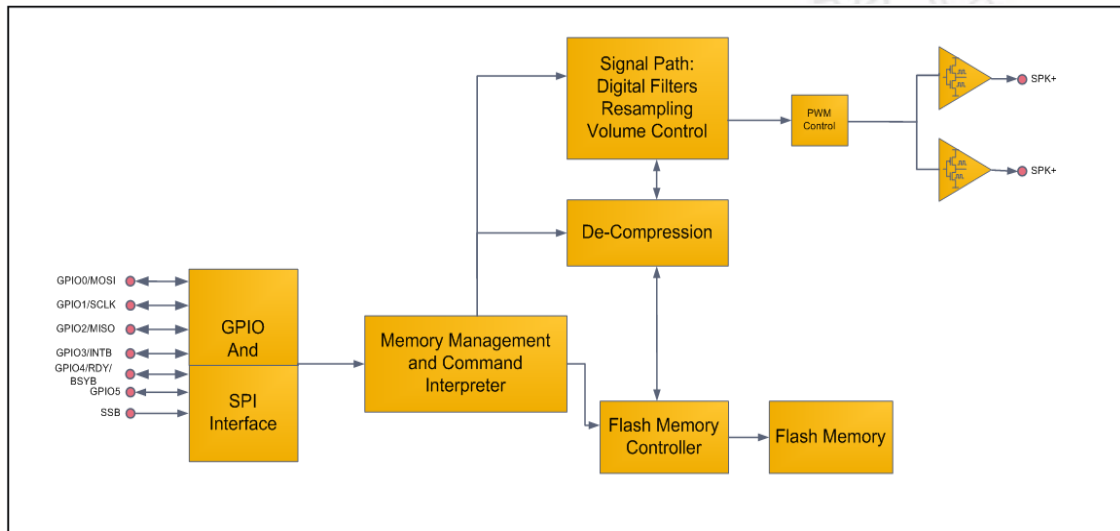 Signal Path:
Digital Filters
Resampling
Volume Control
PWM
Control
SPK+
SPK+
De-Compression
GPIO0/MOSI
GPIO1/SCLK
GPIO2/MISO
GPIO3/INTB
GPIO4/RDY/
BSYB
GPIO5
SSB
GPIO
And
SPI
Interface
Memory Management
and Command
Interpreter
Flash Memory
Controller
Flash Memory